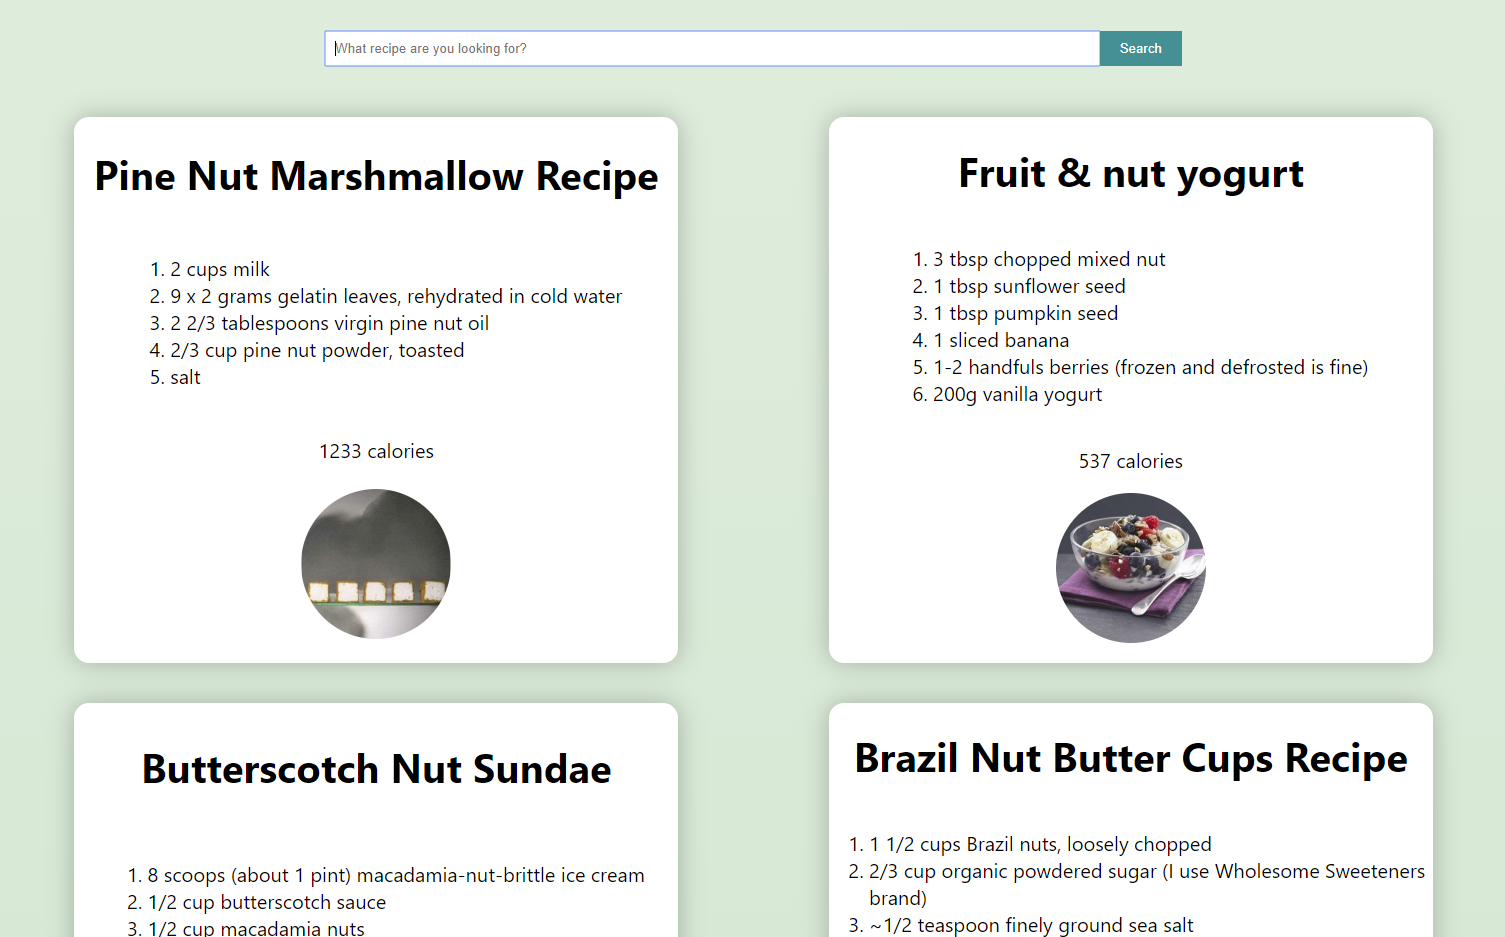 What recipe are you looking for?
Search
Pine Nut Marshmallow Recipe
1. 2 cups milk
2. 9 x 2 grams gelatin leaves, rehydrated in cold water
3. 2 2/3 tablespoons virgin pine nut oil
4. 2/3 cup pine nut powder, toasted
5. salt
1233 calories
Fruit & nut yogurt
1. 3 tbsp chopped mixed nut
2. 1 tbsp sunflower seed
3. 1 tbsp pumpkin seed
4. 1 sliced banana
5. 1-2 handfuls berries (frozen and defrosted is fine)
6. 200g vanilla yogurt
537 calories
Butterscotch Nut Sundae
1. 8 scoops (about 1 pint) macadamia-nut-brittle ice cream
2. 1/2 cup butterscotch sauce
3. 1/2 cup macadamia nuts
Brazil Nut Butter Cups Recipe
1. 1 1/2 cups Brazil nuts, loosely chopped
2. 2/3 cup organic powdered sugar (I use Wholesome Sweeteners
brand)
3. ~1/2 teaspoon finely ground sea salt